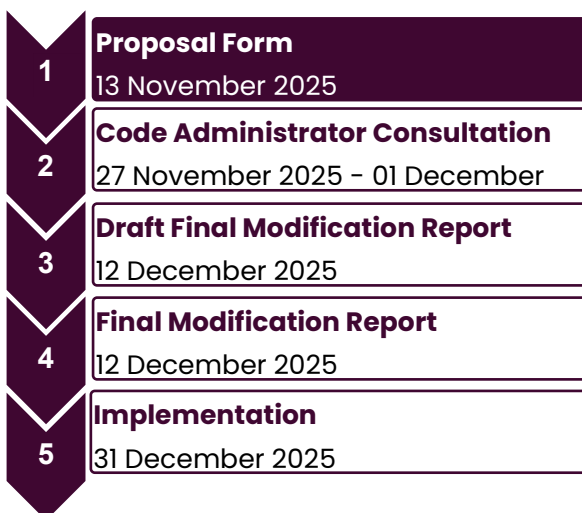 1
Proposal Form
13 November 2025
2
Code Administrator Consultation
27 November 2025 - 01 December
3
Draft Final Modification Report
12 December 2025
4
Final Modification Report
12 December 2025
5
Implementation
31 December 2025